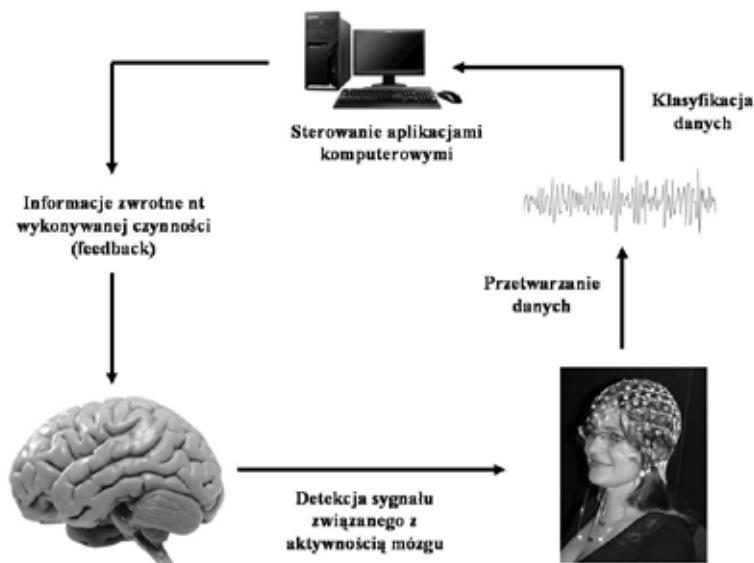 Sterowanie aplikacjami
komputerowymi
Klasyfikacja
danych
Informacje zwrotne nt
wykonywanej czynności
(feedback)
Przetwarzanie
danych
Detekcja sygnału
związanego z
aktywnością mózgu